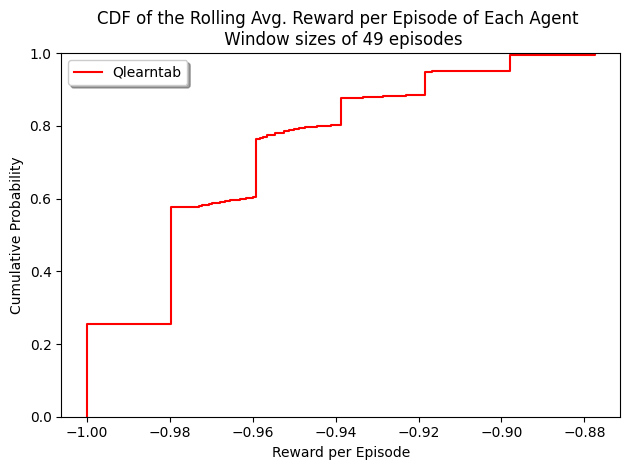 CDF of the Rolling Avg. Reward per Episode of Each Agent
Window sizes of 49 episodes
Qlearntab
Cumulative Probability
1.0
0.8
0.6
0.4
0.2
0.0
−1.00 −0.98 −0.96 −0.94 −0.92 −0.90 −0.88
Reward per Episode